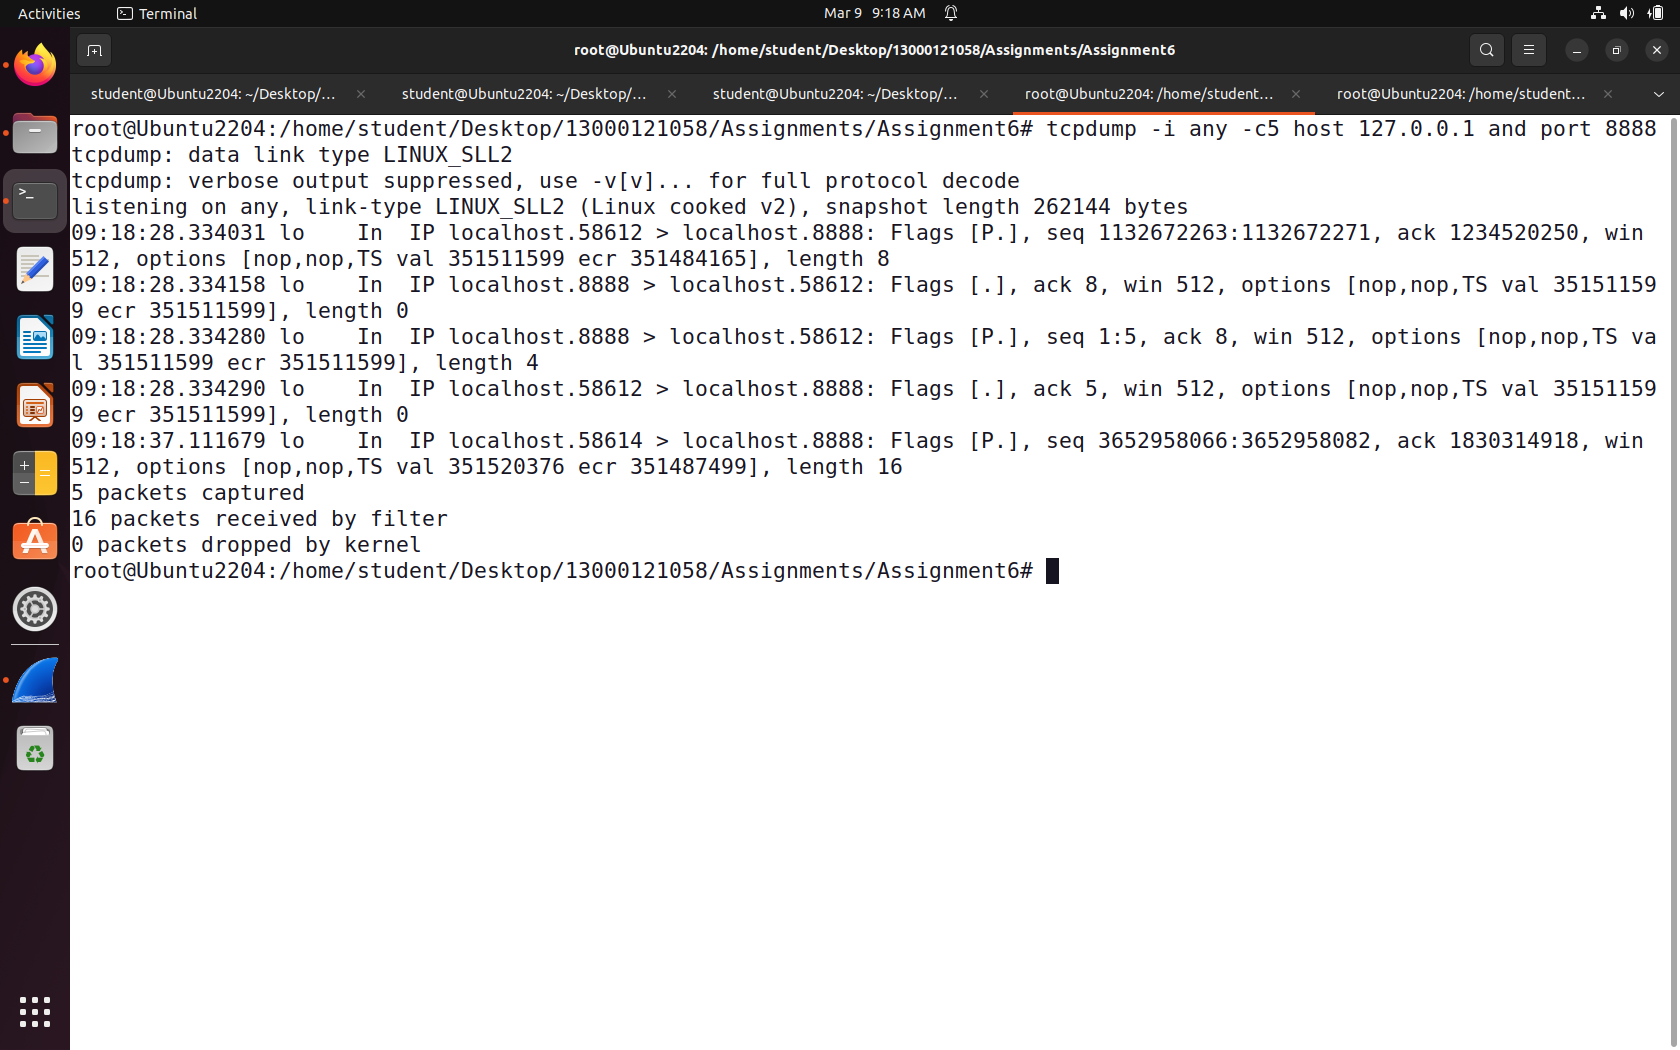 Activities Terminal Mar 9 9:18 AM
root@Ubuntu2204: /home/student/Desktop/13000121058/Assignments/Assignment6
student@Ubuntu2204: ~/Desktop/... student@Ubuntu2204: ~/Desktop/... student@Ubuntu2204: ~/Desktop/... root@Ubuntu2204: /home/student... root@Ubuntu2204: /home/student...
root@Ubuntu2204:/home/student/Desktop/13000121058/Assignments/Assignment6# tcpdump -i any -c5 host 127.0.0.1 and port 8888
tcpdump: data link type LINUX_SLL2
tcpdump: verbose output suppressed, use -v[v]... for full protocol decode
listening on any, link-type LINUX_SLL2 (Linux cooked v2), snapshot length 262144 bytes
09:18:28.334031 lo    In  IP localhost.58612 > localhost.8888: Flags [P.], seq 1132672263:1132672271, ack 1234520250, win
512, options [nop,nop,TS val 351511599 ecr 351484165], length 8
09:18:28.334158 lo    In  IP localhost.8888 > localhost.58612: Flags [.], ack 8, win 512, options [nop,nop,TS val 35151159
9 ecr 351511599], length 0
09:18:28.334280 lo    In  IP localhost.8888 > localhost.58612: Flags [P.], seq 1:5, ack 8, win 512, options [nop,nop,TS va
l 351511599 ecr 351511599], length 4
09:18:28.334290 lo    In  IP localhost.58612 > localhost.8888: Flags [.], ack 5, win 512, options [nop,nop,TS val 35151159
9 ecr 351511599], length 0
09:18:37.111679 lo    In  IP localhost.58614 > localhost.8888: Flags [P.], seq 3652958066:3652958082, ack 1830314918, win
512, options [nop,nop,TS val 351520376 ecr 351487499], length 16
5 packets captured
16 packets received by filter
0 packets dropped by kernel
root@Ubuntu2204:/home/student/Desktop/13000121058/Assignments/Assignment6#